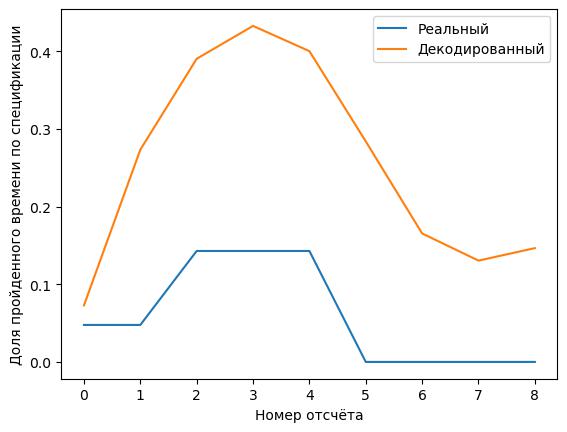 Реальный
Декодированный
Доля пройденного времени по спецификации
0.4
0.3
0.2
0.1
0.0
0 1 2 3 4 5 6 7 8
Номер отсчёта